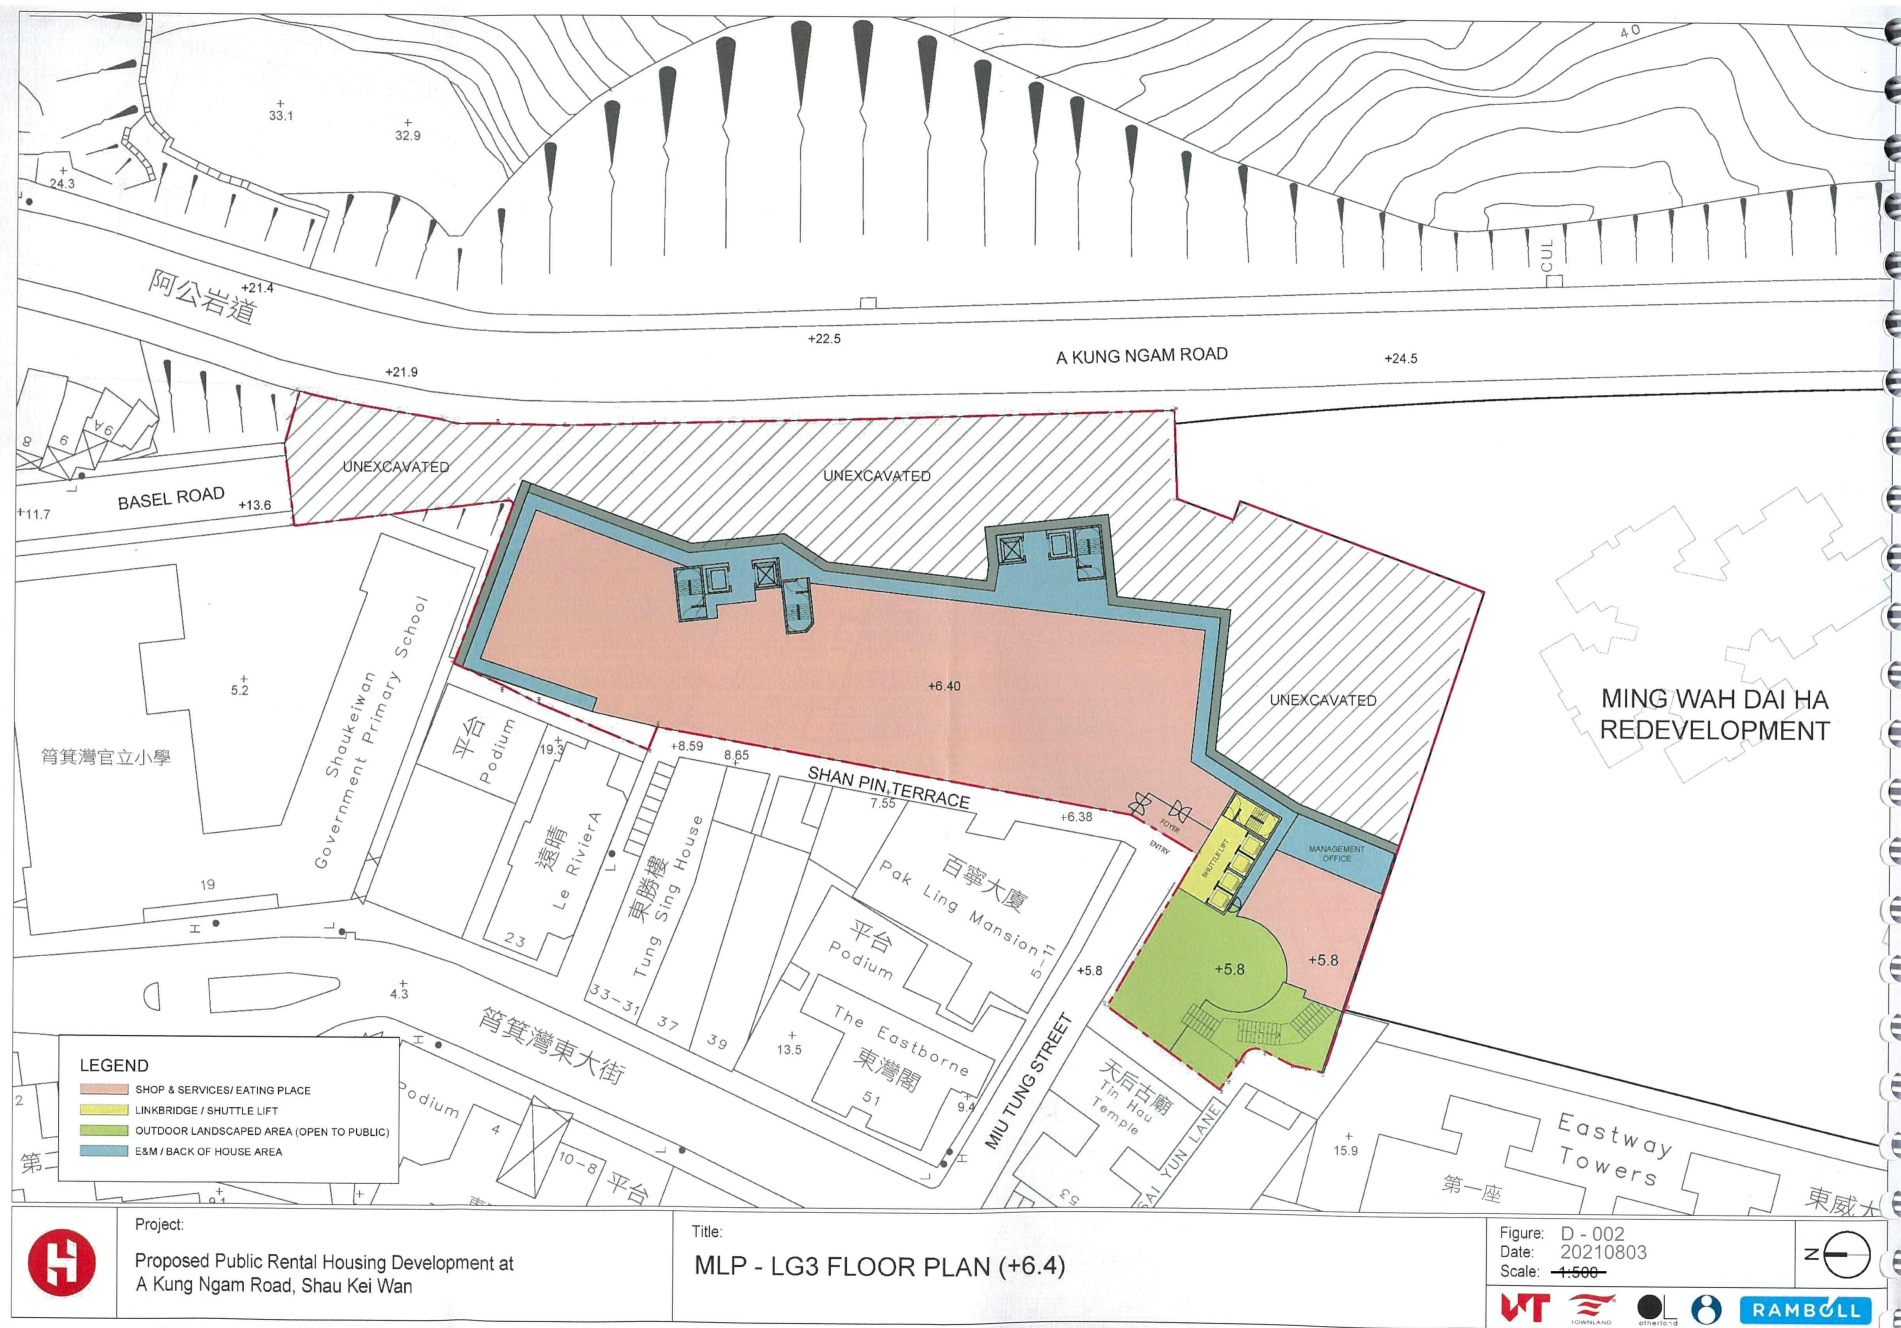 40
33.1
32.9
24.3
CUL
阿公岩道
+21.4
+22.5
A KUNG NGAM ROAD
+24.5
+21.9
8
9
9A
UNEXCAVATED
UNEXCAVATED
BASEL ROAD
+13.6
+11.7
5.2
Shaukeiwan
Government Primary School
筲箕灣官立小學
19
+6.40
UNEXCAVATED
MING WAH DAI HA
REDEVELOPMENT
平台
Podium
19.3
+8.59
8.65
SHAN PIN TERRACE
7.55
+6.38
FOYER
ENTRY
SHUTTLE LIFT
MANAGEMENT
OFFICE
遠晴
Le RivierA
23
東勝樓
Tung Sing House
33-31
37
39
百寧大廈
Pak Ling Mansion
5-11
平台
Podium
+5.8
+5.8
+5.8
4.3
筲箕灣東大街
13.5
The Eastborne
東灣閣
51
9.4
MIU TUNG STREET
天后古廟
Tin Hau
Temple
SAI YUN LANE
53
15.9
Eastway
Towers
第一座
LEGEND
SHOP & SERVICES/ EATING PLACE
LINKBRIDGE / SHUTTLE LIFT
OUTDOOR LANDSCAPED AREA (OPEN TO PUBLIC)
E&M / BACK OF HOUSE AREA
2
Podium
4
10-8
平台
9.1
Project:
Proposed Public Rental Housing Development at
A Kung Ngam Road, Shau Kei Wan
Title:
MLP - LG3 FLOOR PLAN (+6.4)
Figure: D - 002
Date: 20210803
Scale: 1:500
N
TOWNLAND
otherland
RAMBOLL